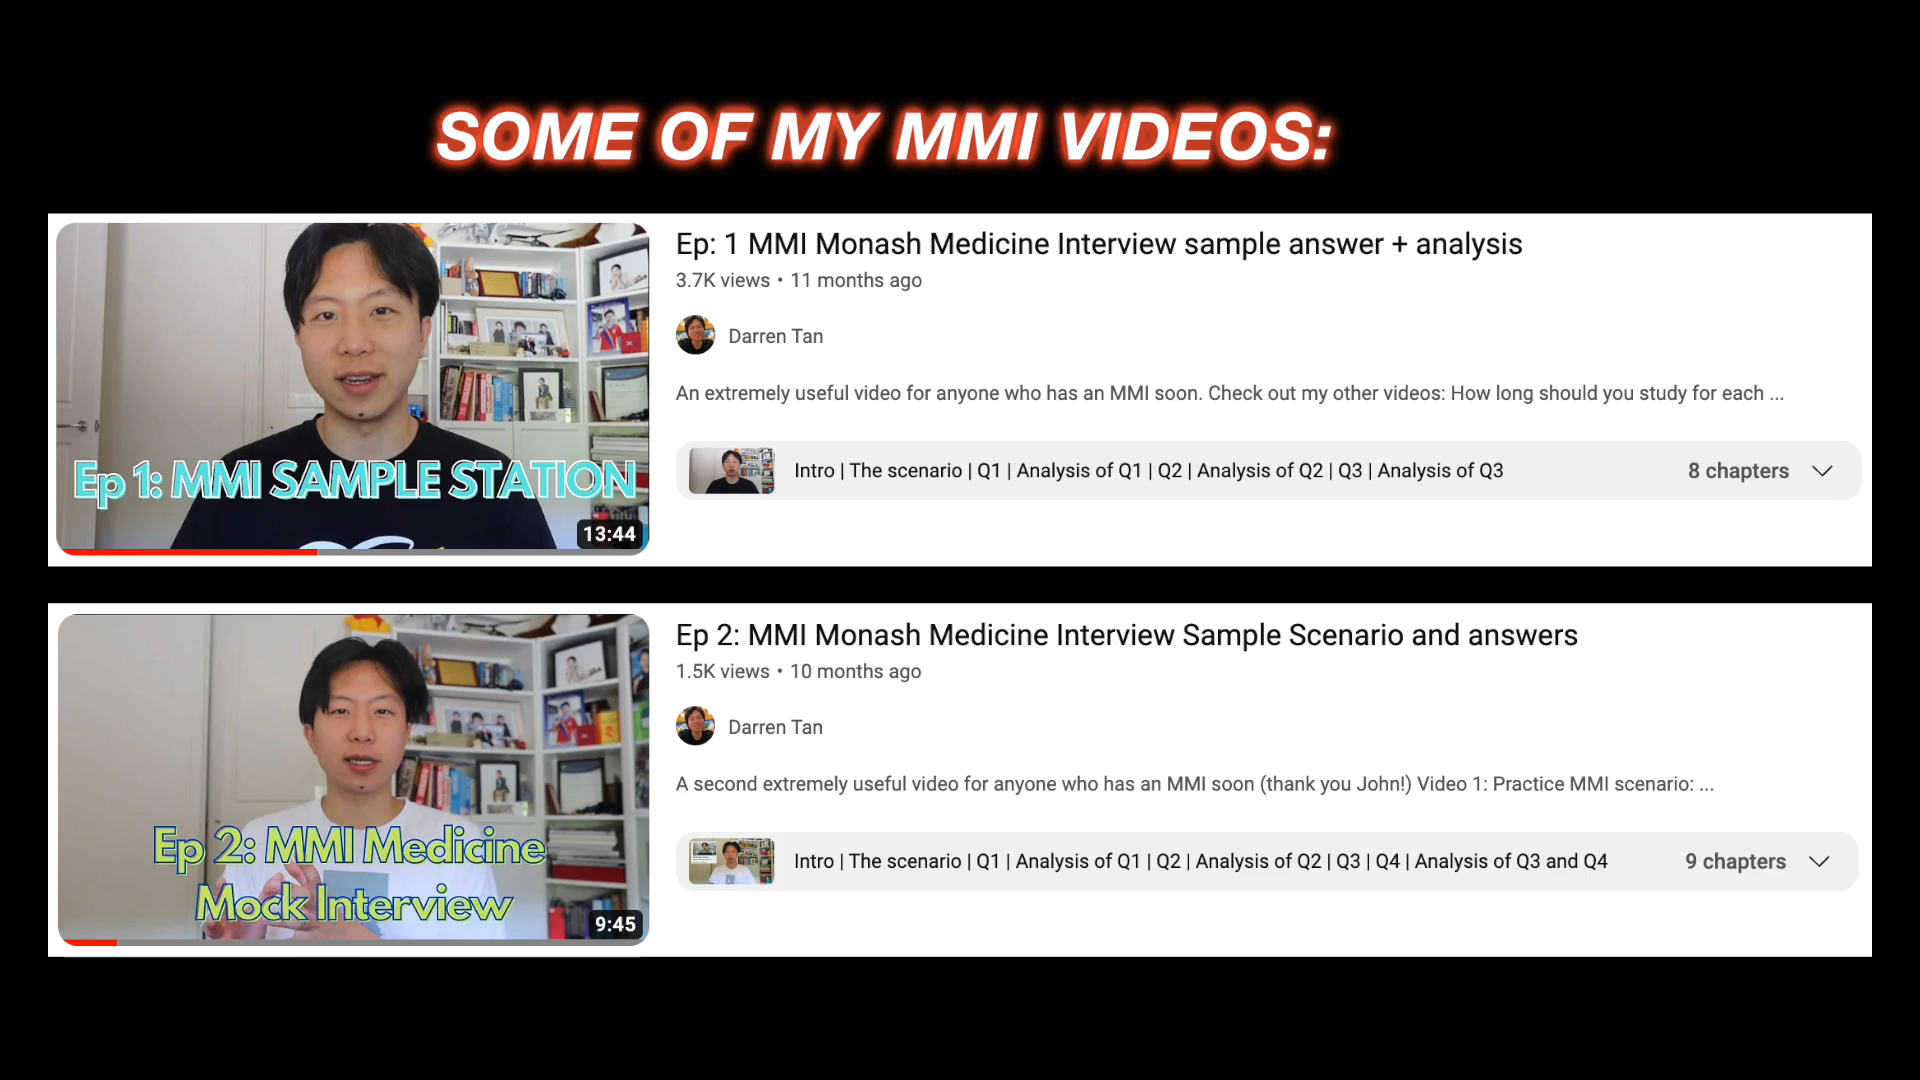 SOME OF MY MMI VIDEOS:
Ep 1: MMI SAMPLE STATION
13:44
Ep: 1 MMI Monash Medicine Interview sample answer + analysis
3.7K views • 11 months ago
Darren Tan
An extremely useful video for anyone who has an MMI soon. Check out my other videos: How long should you study for each ...
Intro | The scenario | Q1 | Analysis of Q1 | Q2 | Analysis of Q2 | Q3 | Analysis of Q3
8 chapters
Ep 2: MMI Medicine
Mock Interview
9:45
Ep 2: MMI Monash Medicine Interview Sample Scenario and answers
1.5K views • 10 months ago
Darren Tan
A second extremely useful video for anyone who has an MMI soon (thank you John!) Video 1: Practice MMI scenario: ...
Intro | The scenario | Q1 | Analysis of Q1 | Q2 | Analysis of Q2 | Q3 | Q4 | Analysis of Q3 and Q4
9 chapters